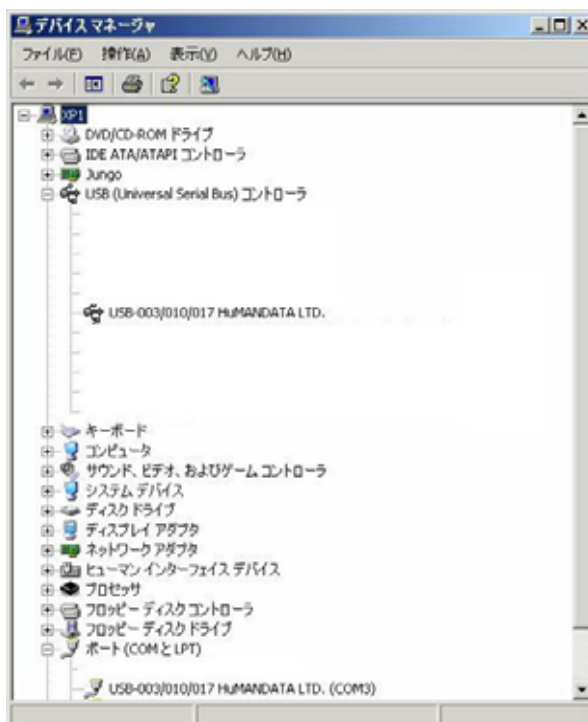 デバイス マネージャ
ファイル(F) 操作(A) 表示(V) ヘルプ(H)
XP1
DVD/CD-ROM ドライブ
IDE ATA/ATAPI コントローラ
Jungo
USB (Universal Serial Bus) コントローラ
USB-003/010/017 HuMANDATA LTD.
キーボード
コンピュータ
サウンド、ビデオ、およびゲーム コントローラ
システム デバイス
ディスク ドライブ
ディスプレイ アダプタ
ネットワーク アダプタ
ヒューマン インターフェイス デバイス
プロセッサ
フロッピー ディスク コントローラ
フロッピー ディスク ドライブ
ポート (COM と LPT)
USB-003/010/017 HuMANDATA LTD. (COM3)